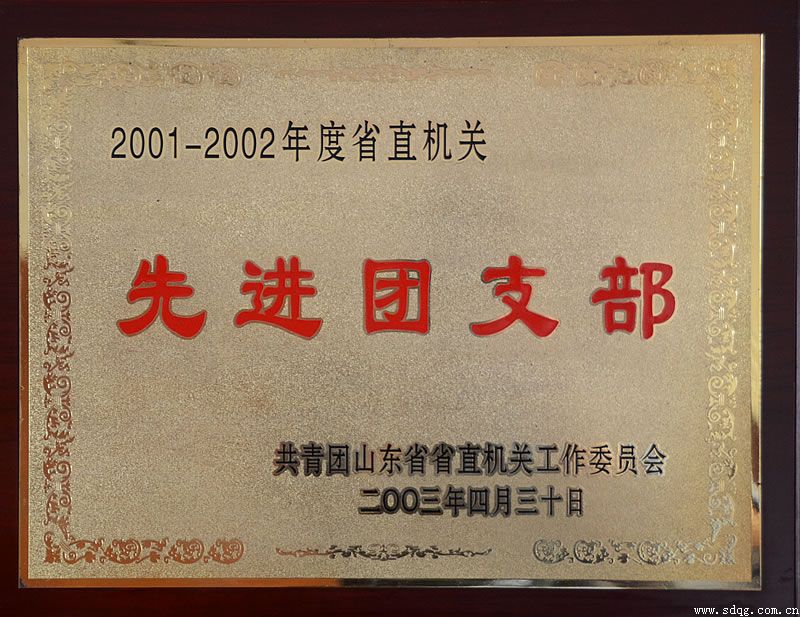 2001-2002年度省直机关
先进团支部
共青团山东省省直机关工作委员会
二〇〇三年四月三十日
www.sdqg.com.cn